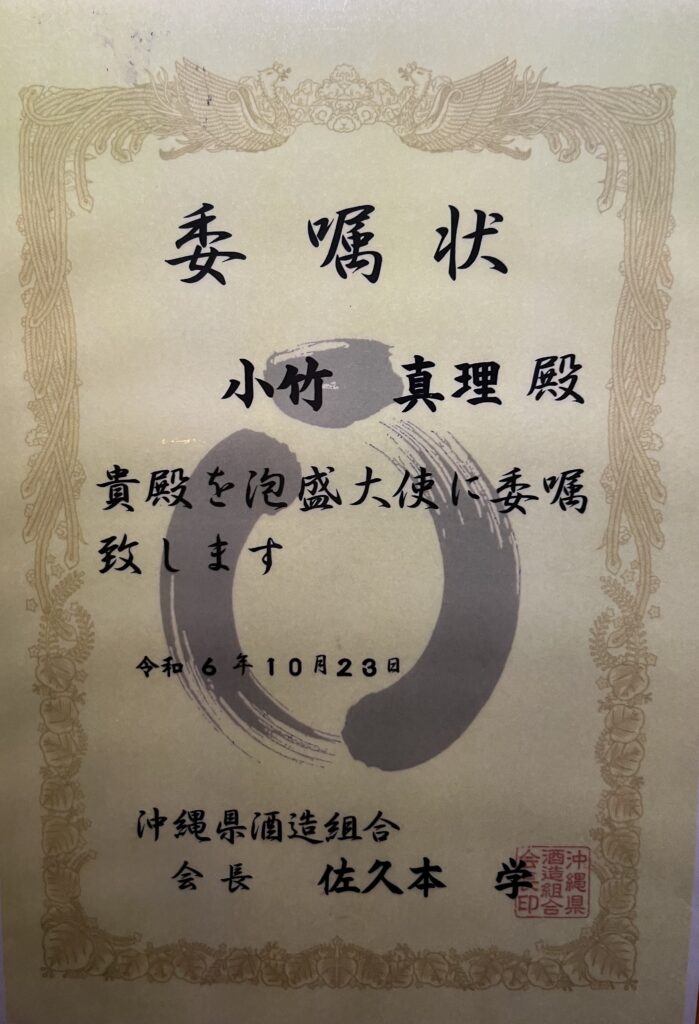 委嘱状
小竹 真理 殿
貴殿を泡盛大使に委嘱
致します
令和6年10月23日
沖縄県酒造組合
会長 佐久本 学
沖縄県
酒造組合
会長印